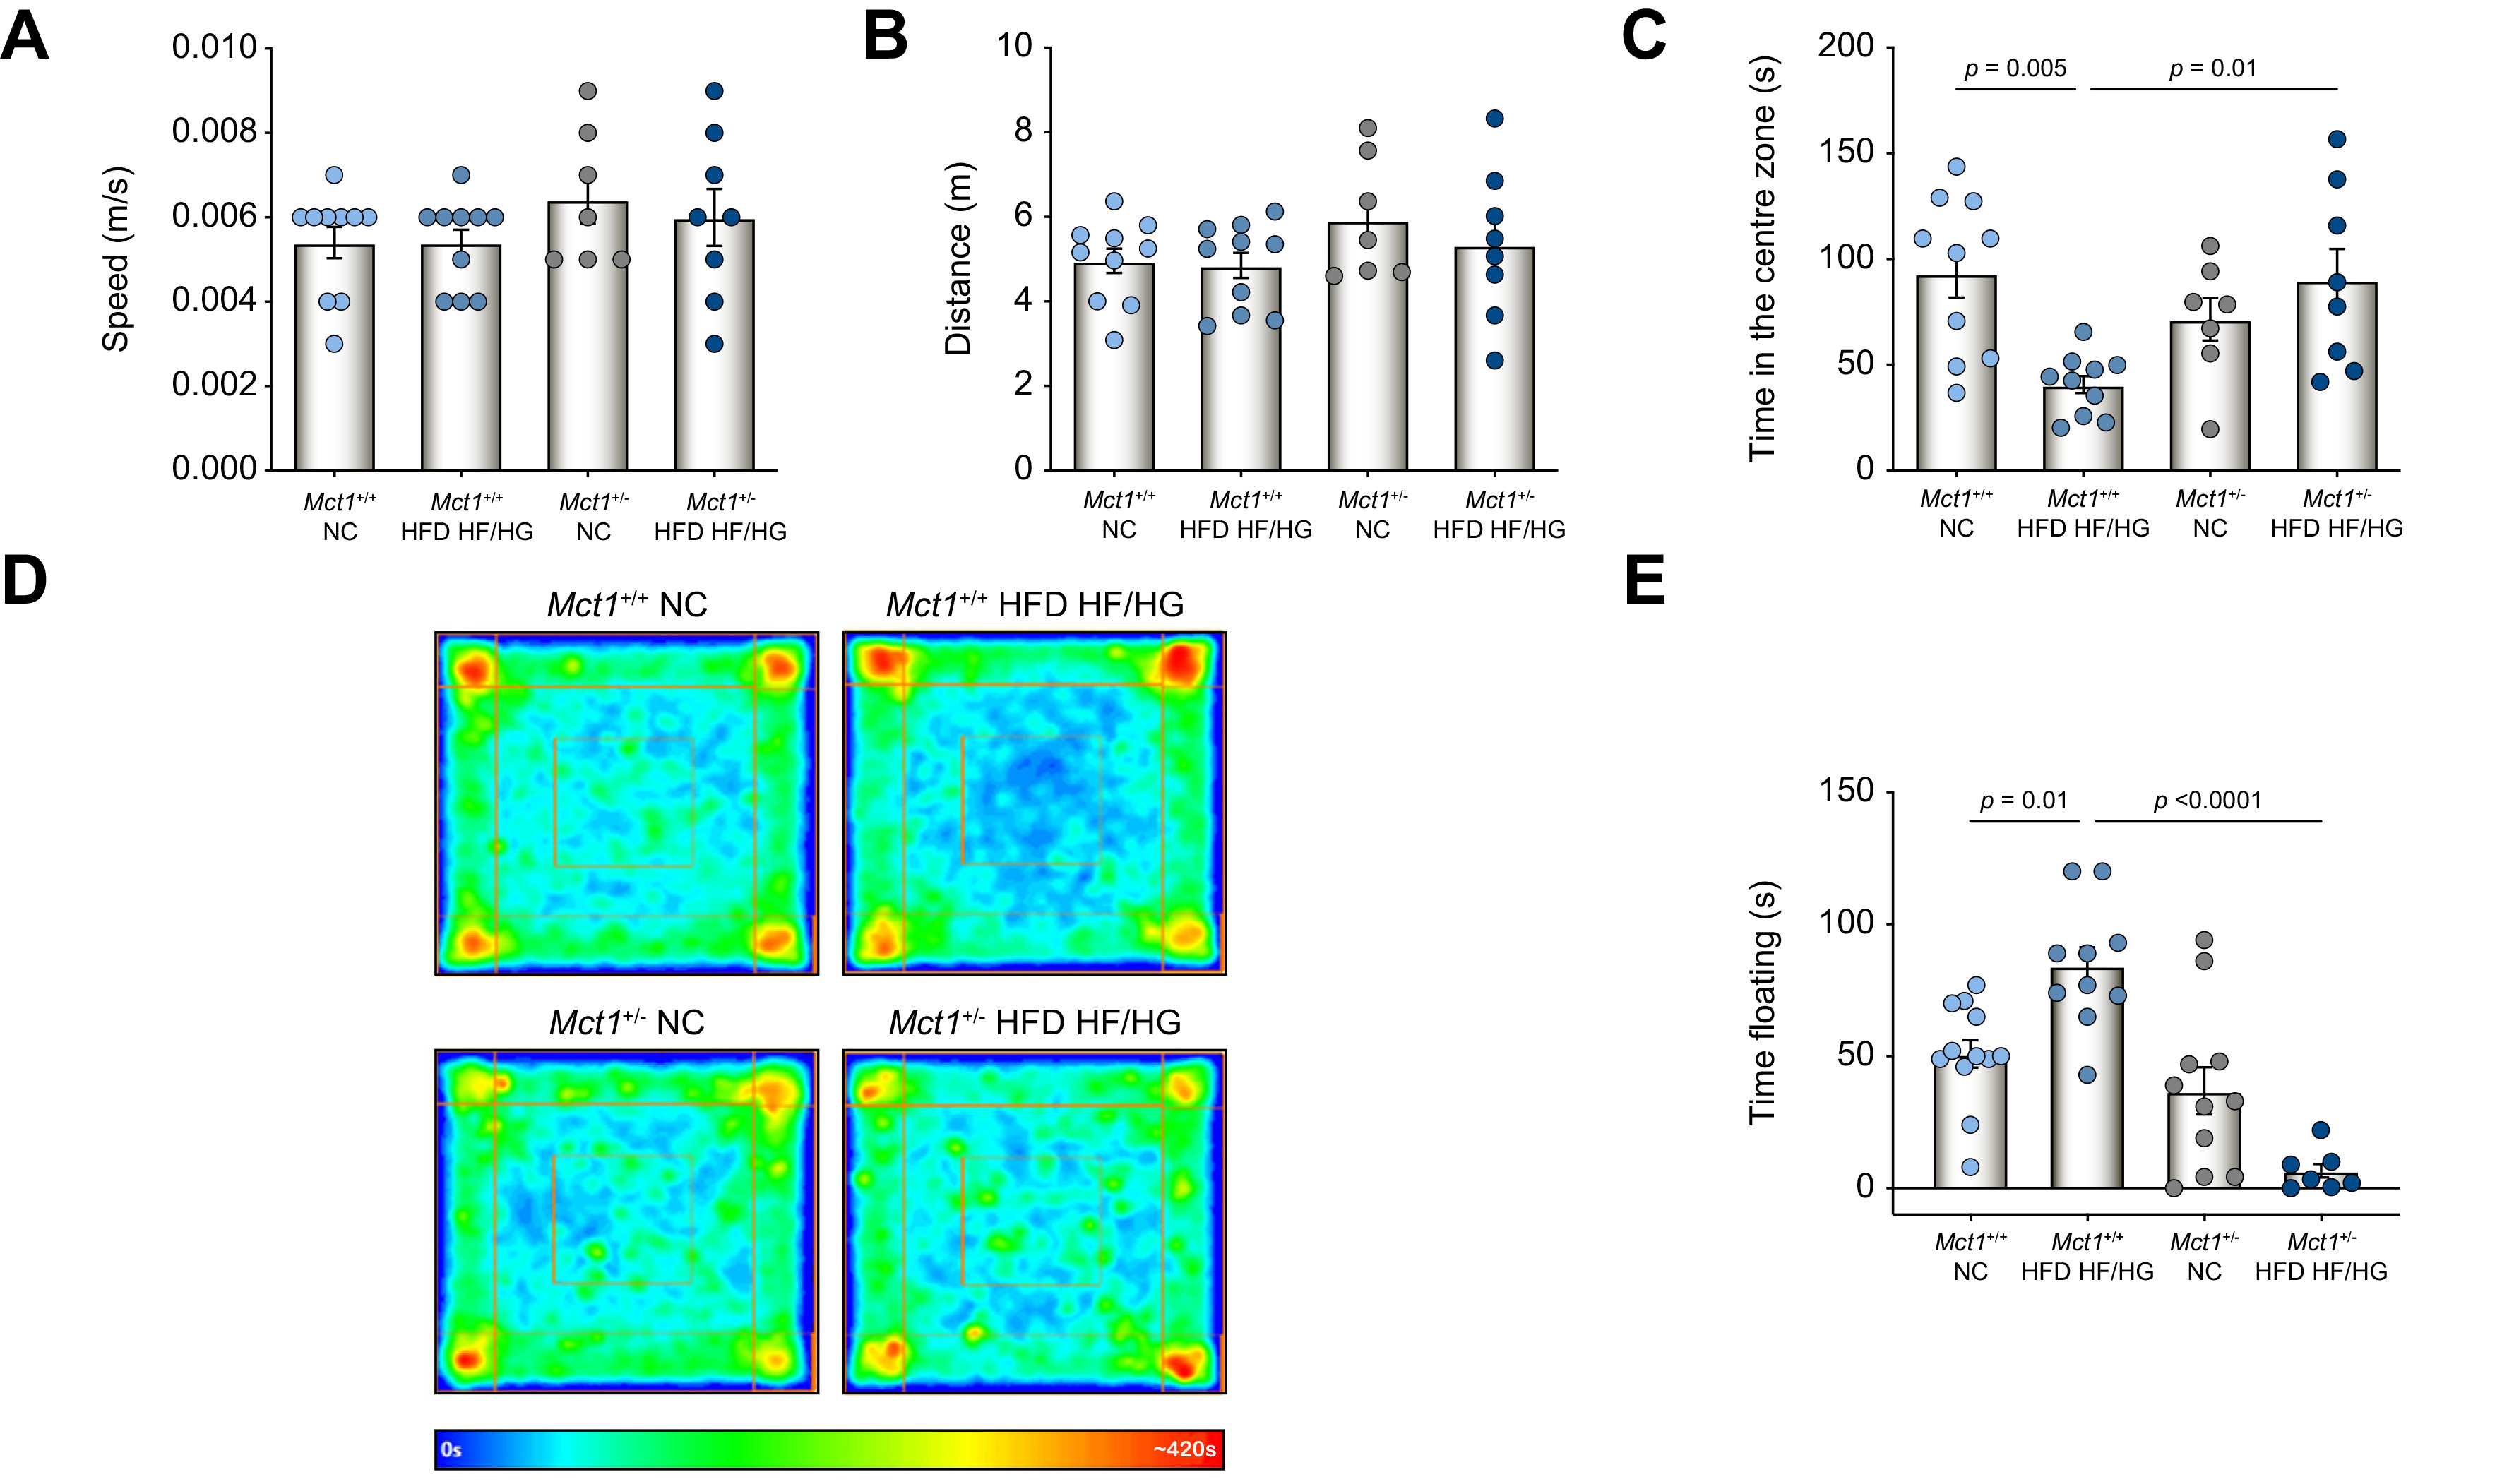 A
Speed (m/s)
0.010
0.008
0.006
0.004
0.002
0.000
Mct1+/+
NC
Mct1+/+
HFD HF/HG
Mct1+/-
NC
Mct1+/-
HFD HF/HG
B
Distance (m)
10
8
6
4
2
0
Mct1+/+
NC
Mct1+/+
HFD HF/HG
Mct1+/-
NC
Mct1+/-
HFD HF/HG
C
Time in the centre zone (s)
200
150
100
50
0
p = 0.005
p = 0.01
Mct1+/+
NC
Mct1+/+
HFD HF/HG
Mct1+/-
NC
Mct1+/-
HFD HF/HG
D
Mct1+/+ NC
Mct1+/+ HFD HF/HG
Mct1+/- NC
Mct1+/- HFD HF/HG
0s
~420s
E
Time floating (s)
150
100
50
0
p = 0.01
p <0.0001
Mct1+/+
NC
Mct1+/+
HFD HF/HG
Mct1+/-
NC
Mct1+/-
HFD HF/HG